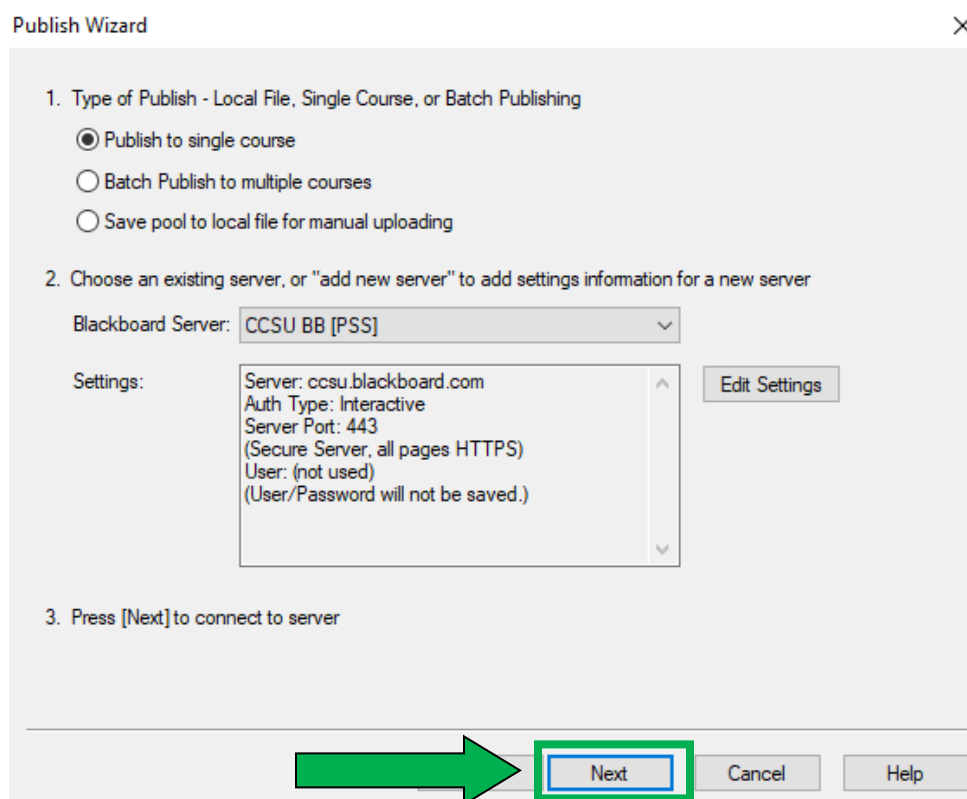 Publish Wizard
1. Type of Publish - Local File, Single Course, or Batch Publishing
Publish to single course
Batch Publish to multiple courses
Save pool to local file for manual uploading
2. Choose an existing server, or "add new server" to add settings information for a new server
Blackboard Server: CCSU BB [PSS]
Settings:
Server: ccsu.blackboard.com
Auth Type: Interactive
Server Port: 443
(Secure Server, all pages HTTPS)
User: (not used)
(User/Password will not be saved.)
Edit Settings
3. Press [Next] to connect to server
Next Cancel Help